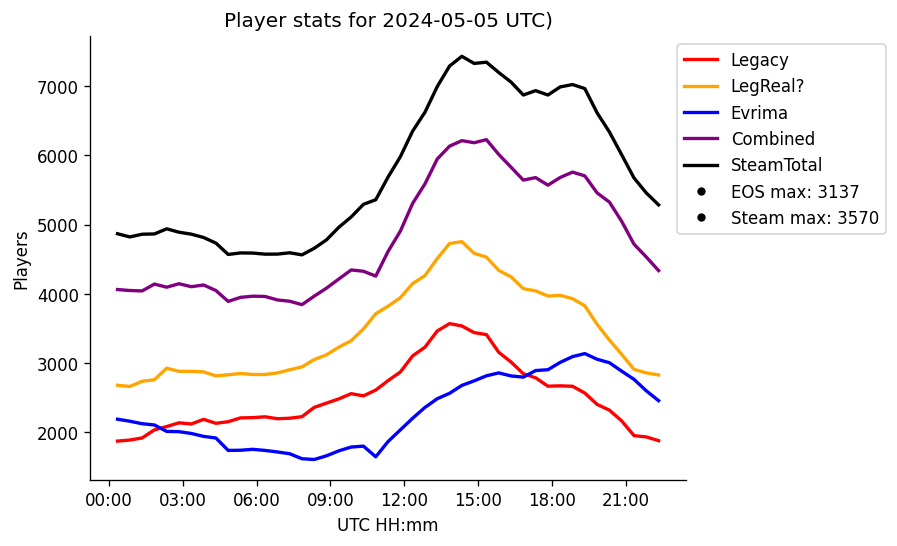 Player stats for 2024-05-05 UTC)
Players
7000
6000
5000
4000
3000
2000
00:00 03:00 06:00 09:00 12:00 15:00 18:00 21:00
UTC HH:mm
Legacy
LegReal?
Evrima
Combined
SteamTotal
EOS max: 3137
Steam max: 3570